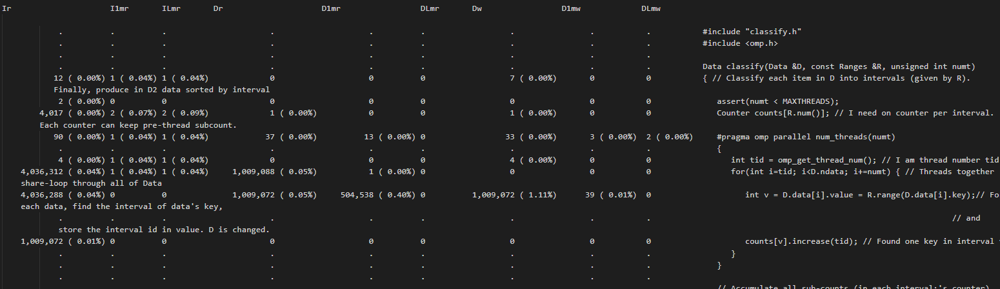 Ir I1mr ILmr Dr D1mr DLmr Dw D1mw DLmw
. . . . . . . . . #include "classify.h"
. . . . . . . . . #include <omp.h>
. . . . . . . . .
. . . . . . . . . Data classify(Data &D, const Ranges &R, unsigned int numt)
12 ( 0.00%) 1 ( 0.04%) 1 ( 0.04%) 0 0 0 7 ( 0.00%) 0 0 { // Classify each item in D into intervals (given by R).
Finally, produce in D2 data sorted by interval
2 ( 0.00%) 0 0 0 0 0 0 0 0 assert(numt < MAXTHREADS);
4,017 ( 0.00%) 2 ( 0.07%) 2 ( 0.09%) 1 ( 0.00%) 0 0 1 ( 0.00%) 0 0 Counter counts[R.num()]; // I need on counter per interval.
Each counter can keep pre-thread subcount.
90 ( 0.00%) 1 ( 0.04%) 1 ( 0.04%) 37 ( 0.00%) 13 ( 0.00%) 0 33 ( 0.00%) 3 ( 0.00%) 2 ( 0.00%) #pragma omp parallel num_threads(numt)
. . . . . . . . . {
4 ( 0.00%) 1 ( 0.04%) 1 ( 0.04%) 0 0 0 4 ( 0.00%) 0 0 int tid = omp_get_thread_num(); // I am thread number tid
4,036,312 ( 0.04%) 1 ( 0.04%) 1 ( 0.04%) 1,009,088 ( 0.05%) 1 ( 0.00%) 0 0 0 0 for(int i=tid; i<D.ndata; i+=numt) { // Threads together
share-loop through all of Data
4,036,288 ( 0.04%) 0 0 1,009,072 ( 0.05%) 504,538 ( 0.40%) 0 1,009,072 ( 1.11%) 39 ( 0.01%) 0 int v = D.data[i].value = R.range(D.data[i].key);// Fo
each data, find the interval of data's key,
. . . . . . . . . // and
store the interval id in value. D is changed.
1,009,072 ( 0.01%) 0 0 0 0 0 0 0 0 counts[v].increase(tid); // Found one key in interval
. . . . . . . . . }
. . . . . . . . . }
. . . . . . . . .
// Accumulate all sub-counts (in each interval;'s counter)